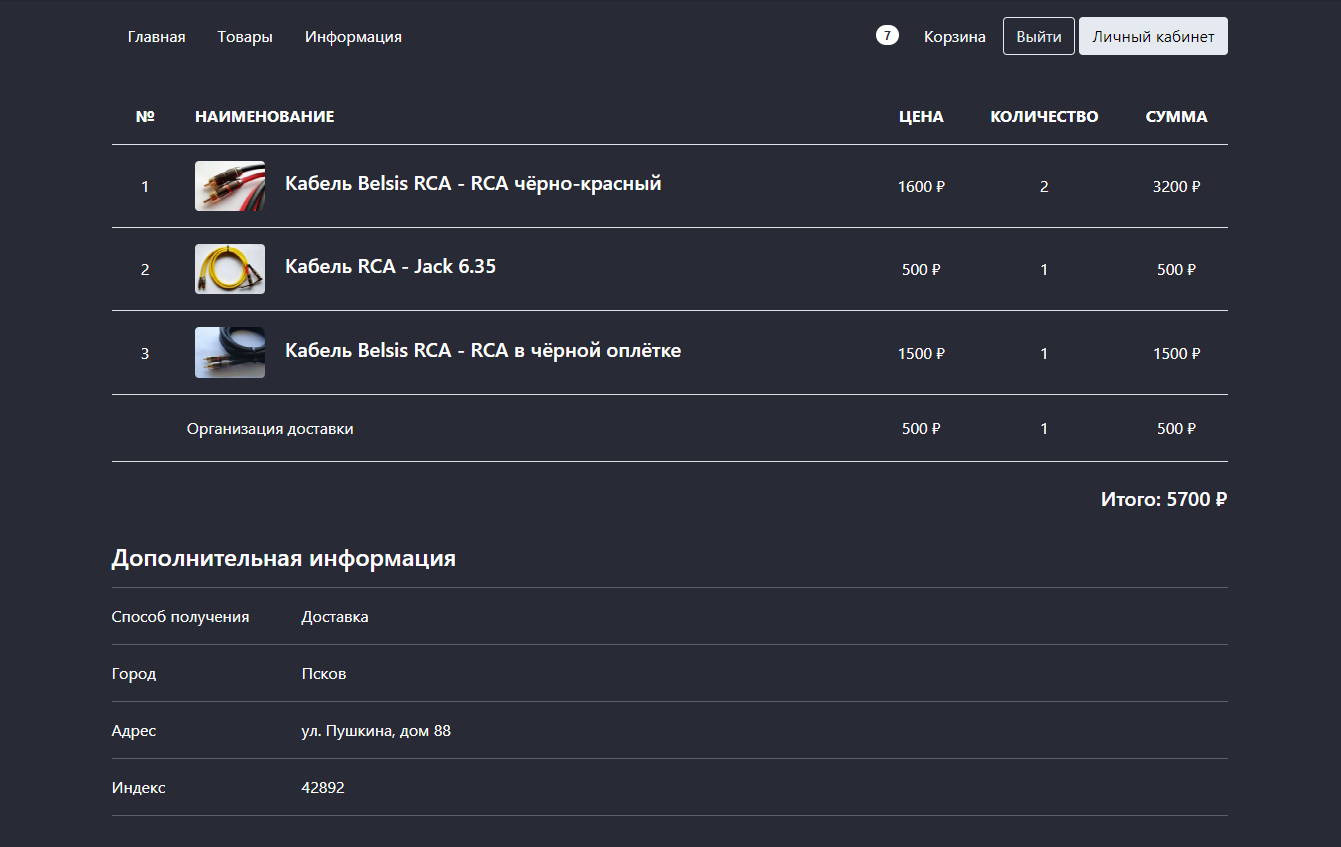 Главная Товары Информация 7 Корзина Выйти Личный кабинет
№ НАИМЕНОВАНИЕ ЦЕНА КОЛИЧЕСТВО СУММА
1 Кабель Belsis RCA - RCA чёрно-красный 1600 ₽ 2 3200 ₽
2 Кабель RCA - Jack 6.35 500 ₽ 1 500 ₽
3 Кабель Belsis RCA - RCA в чёрной оплётке 1500 ₽ 1 1500 ₽
Организация доставки 500 ₽ 1 500 ₽
Итого: 5700 ₽
Дополнительная информация
Способ получения Доставка
Город Псков
Адрес ул. Пушкина, дом 88
Индекс 42892